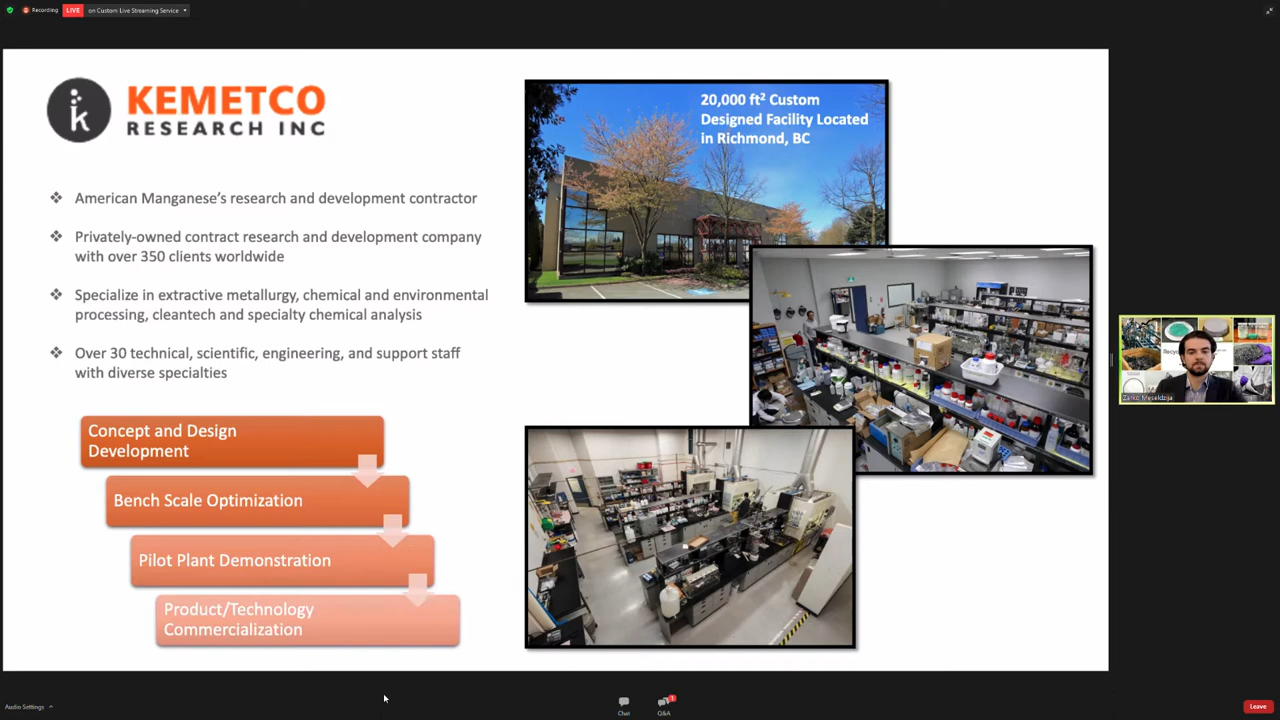 Recording
LIVE
on Custom Live Streaming Service
KEMETCO
RESEARCH INC
k
American Manganese's research and development contractor
Privately-owned contract research and development company
with over 350 clients worldwide
Specialize in extractive metallurgy, chemical and environmental
processing, cleantech and specialty chemical analysis
Over 30 technical, scientific, engineering, and support staff
with diverse specialties
Concept and Design
Development
Bench Scale Optimization
Pilot Plant Demonstration
Product/Technology
Commercialization
20,000 ft² Custom
Designed Facility Located
in Richmond, BC
Zarko Meseldzija
Audio Settings
Chat
Q&A
Leave